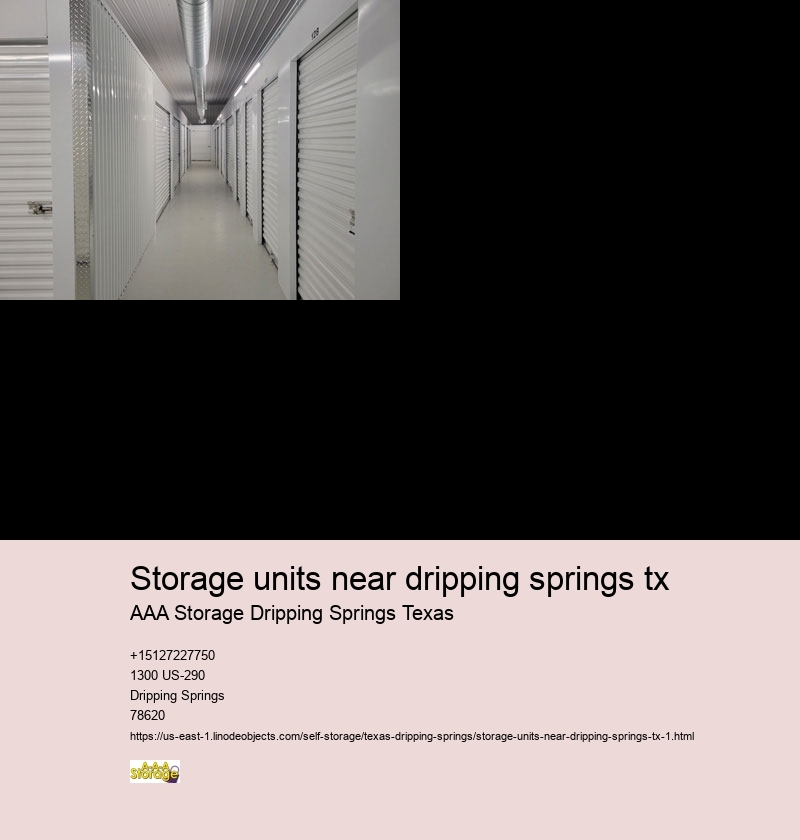 128
Storage units near dripping springs tx
AAA Storage Dripping Springs Texas
+15127227750
1300 US-290
Dripping Springs
78620
https://us-east-1.linodeobjects.com/self-storage/texas-dripping-springs/storage-units-near-dripping-springs-tx-1.html
A-A-A
Storage